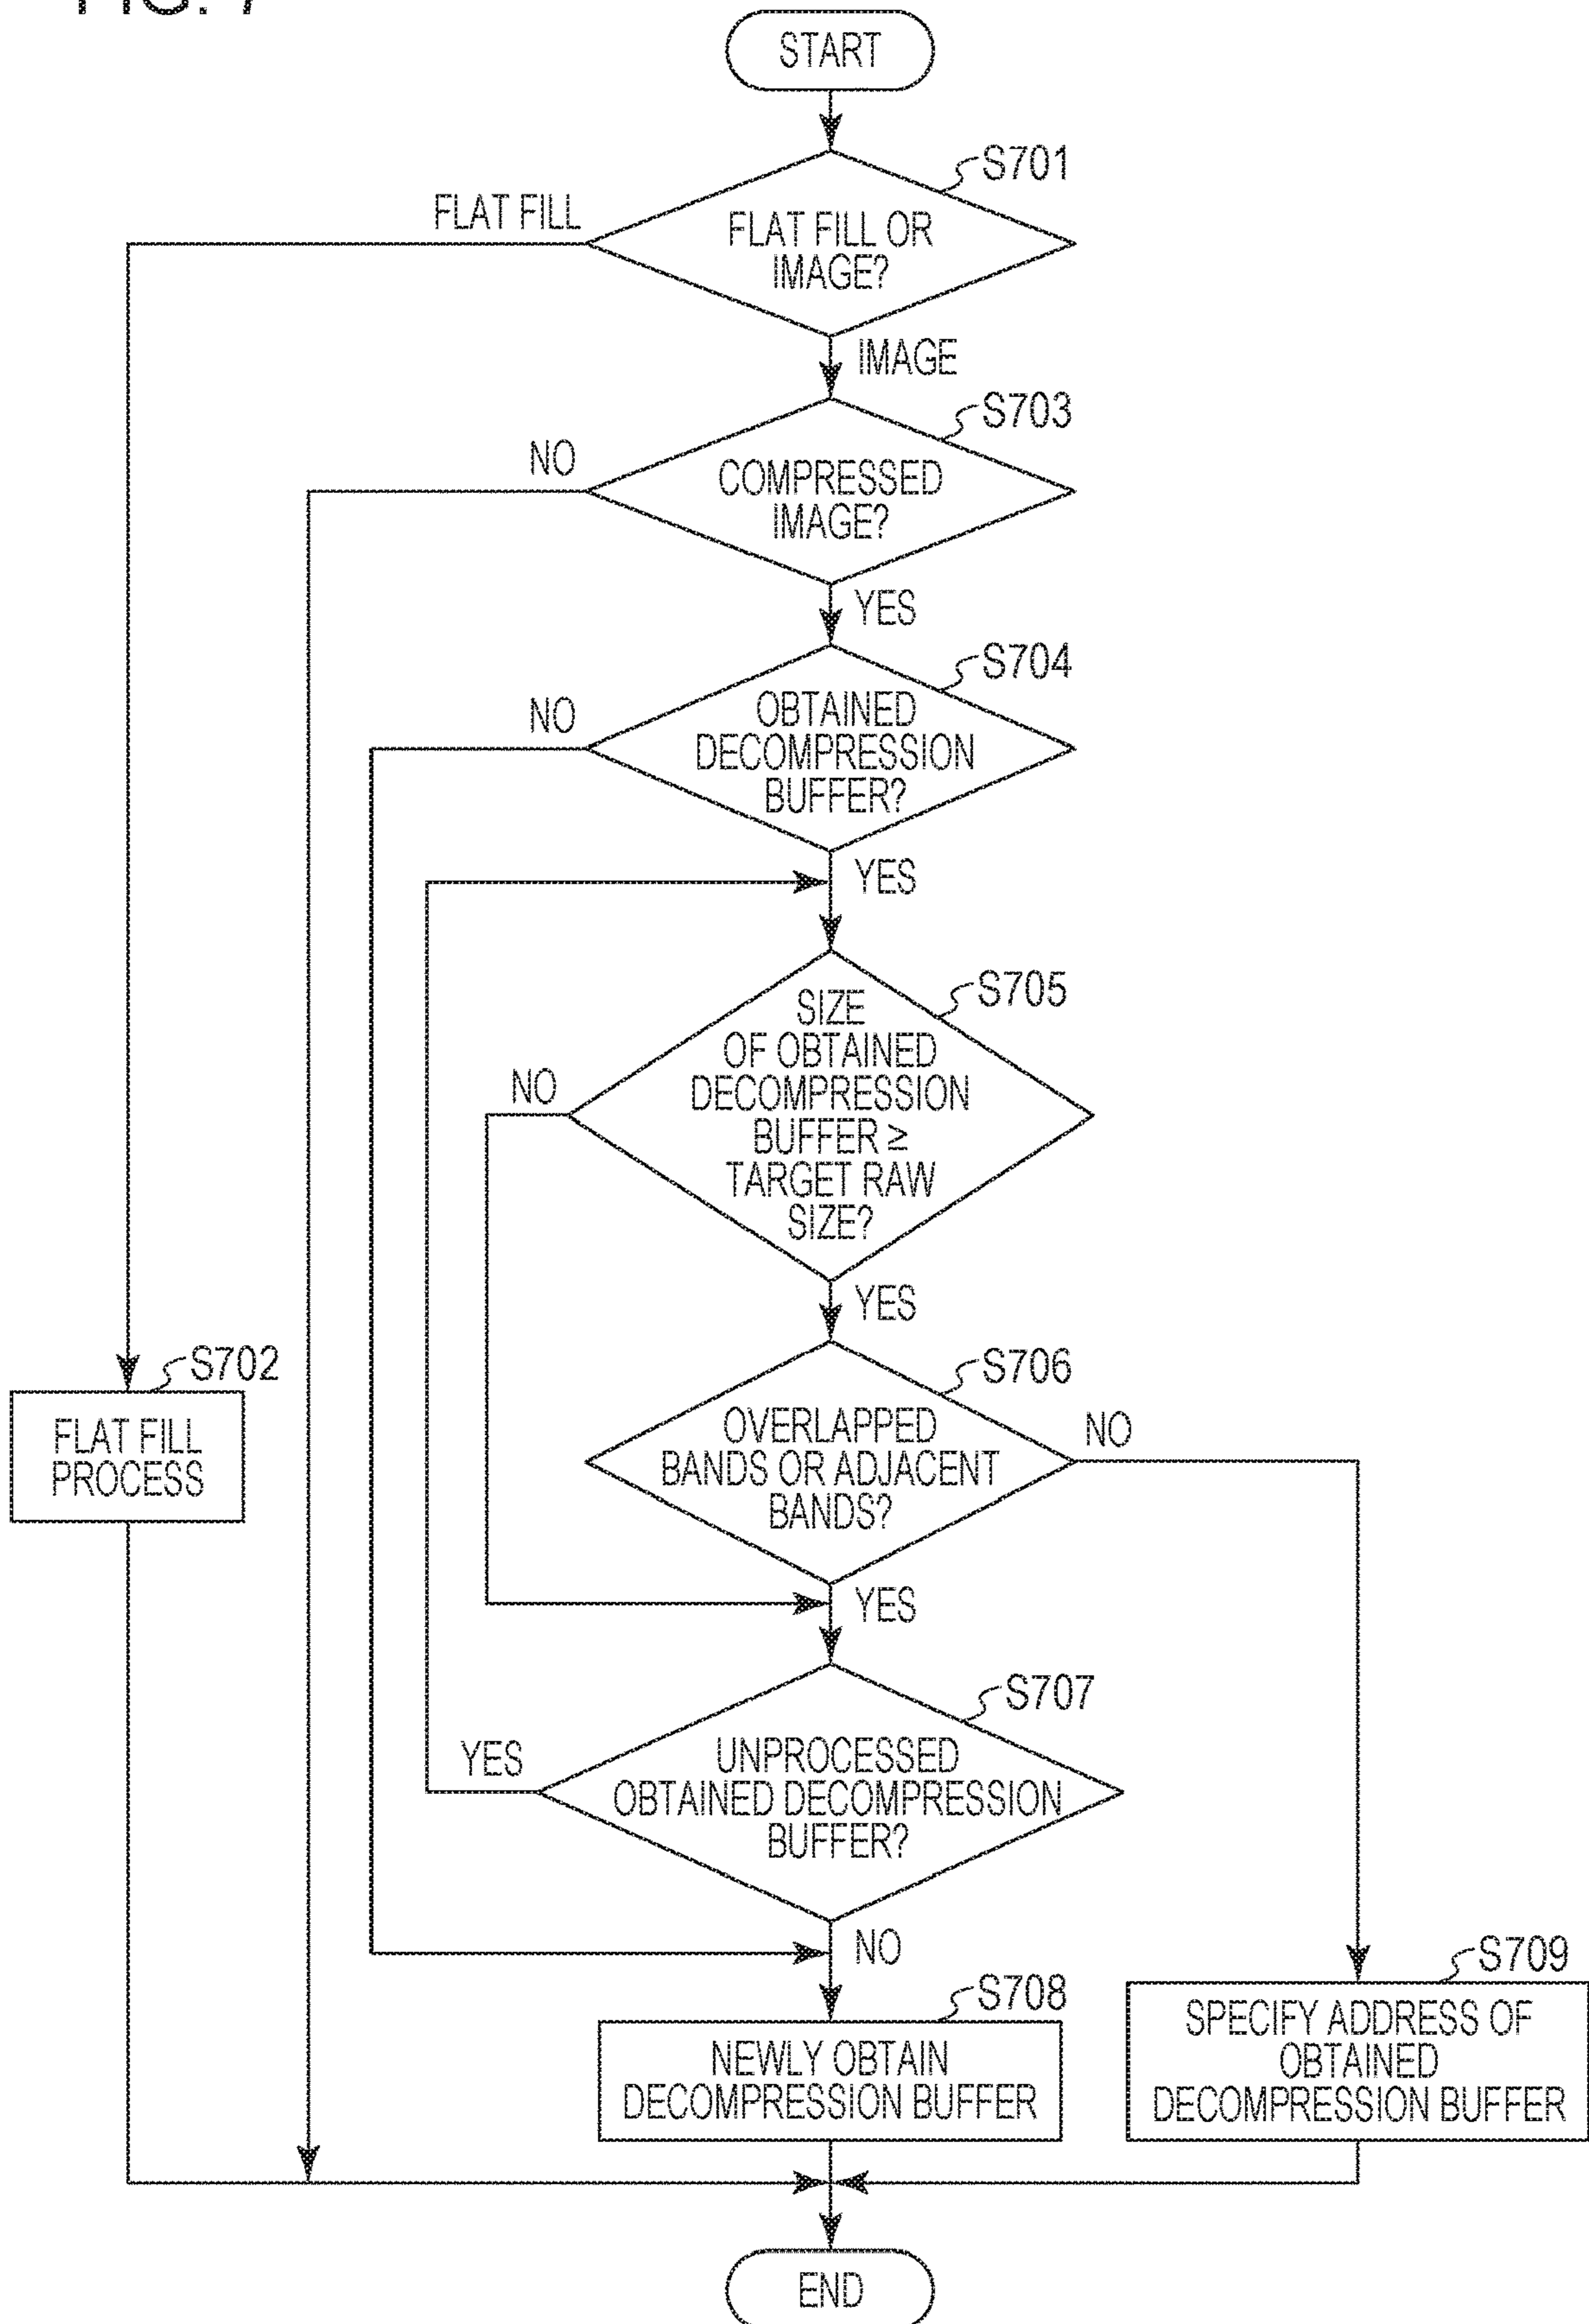 FIG. 7
START
S701
FLAT FILL
FLAT FILL OR
IMAGE?
IMAGE
S703
NO
COMPRESSED
IMAGE?
YES
S704
NO
OBTAINED
DECOMPRESSION
BUFFER?
YES
S705
SIZE
OF OBTAINED
NO
DECOMPRESSION
BUFFER ≥
TARGET RAW
SIZE?
YES
S702
S706
FLAT FILL
PROCESS
OVERLAPPED
BANDS OR ADJACENT
BANDS?
NO
YES
S707
YES
UNPROCESSED
OBTAINED DECOMPRESSION
BUFFER?
NO
S708
S709
NEWLY OBTAIN
DECOMPRESSION BUFFER
SPECIFY ADDRESS OF
OBTAINED
DECOMPRESSION BUFFER
END